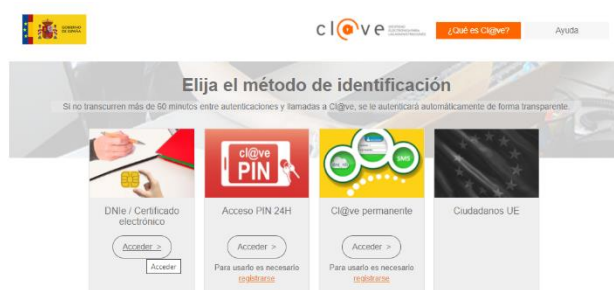 GOBIERNO
DE ESPAÑA
cl@ve
¿Qué es Cl@ve?
Ayuda
Elija el método de identificación
Si no transcurren más de 60 minutos entre autenticaciones y llamadas a Cl@ve, se le autenticará automáticamente de forma transparente.
cl@ve
PIN
SMS
DNIe / Certificado
electrónico
Acceso PIN 24H
Cl@ve permanente
Ciudadanos UE
Acceder >
Acceder >
Acceder >
Acceder
Para usarlo es necesario
registrarse
Para usarlo es necesario
registrarse